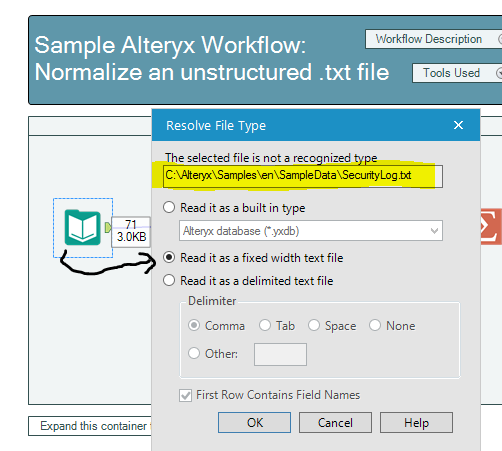 Sample Alteryx Workflow:
Normalize an unstructured .txt file
Workflow Description
Tools Used
Resolve File Type
The selected file is not a recognized type
C:\Alteryx\Samples\en\SampleData\SecurityLog.txt
71
3.0KB
Read it as a built in type
Alteryx database (*.yxdb)
Read it as a fixed width text file
Read it as a delimited text file
Delimiter
Comma
Tab
Space
None
Other:
First Row Contains Field Names
OK
Cancel
Help
Expand this container